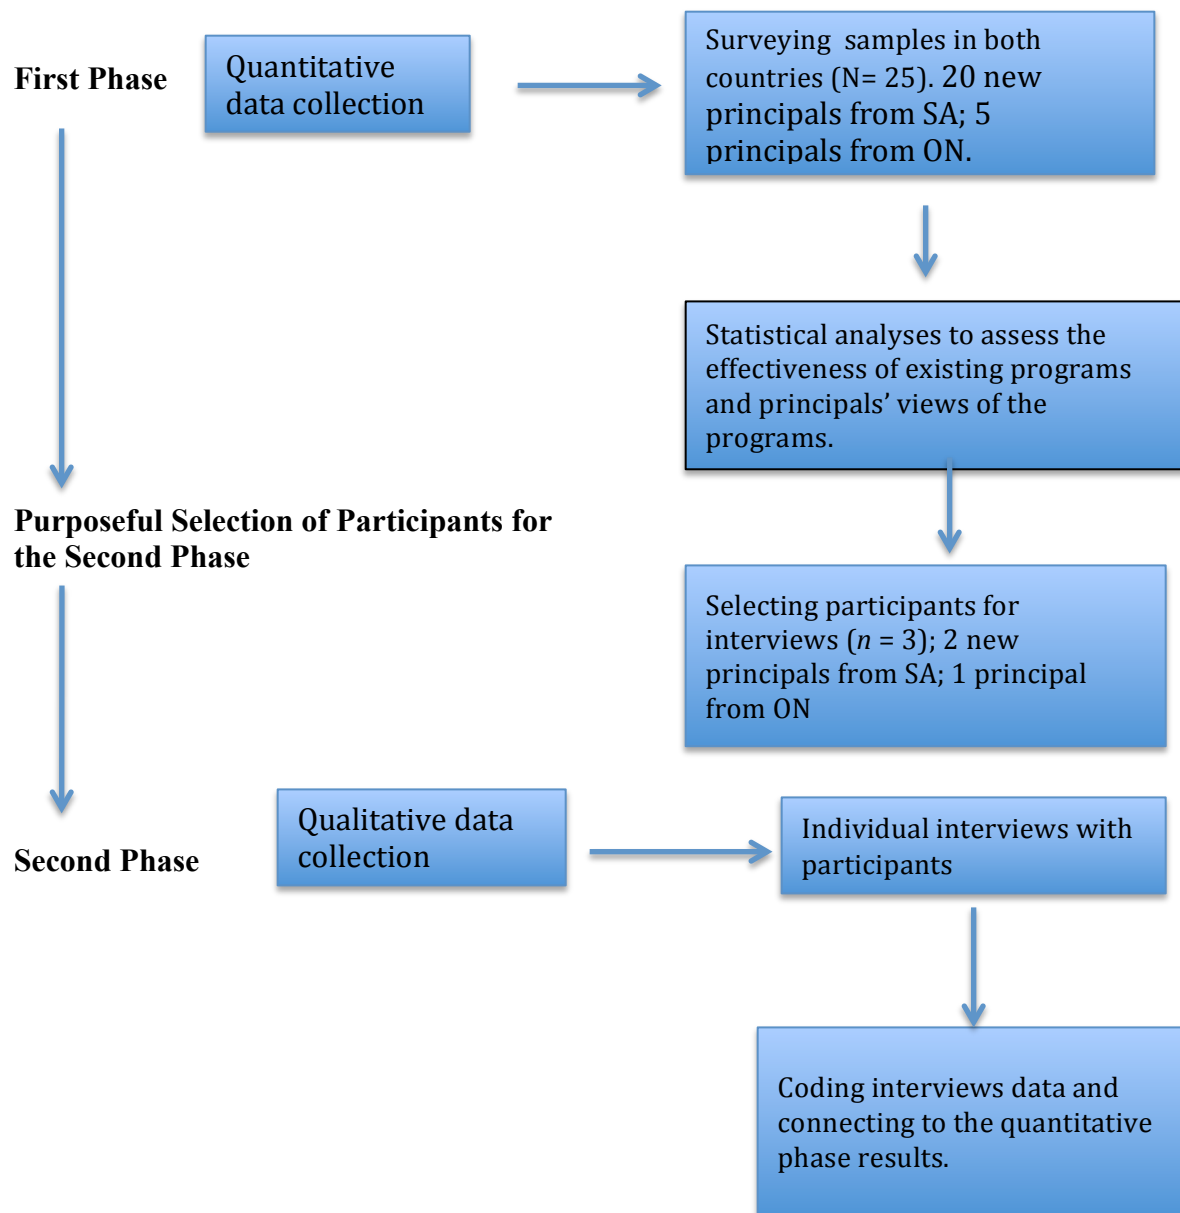 First Phase
Quantitative
data collection
Surveying  samples in both
countries (N= 25). 20 new
principals from SA; 5
principals from ON.
Statistical analyses to assess the
effectiveness of existing programs
and principals’ views of the
programs.
Purposeful Selection of Participants for
the Second Phase
Selecting participants for
interviews (n = 3); 2 new
principals from SA; 1 principal
from ON
Second Phase
Qualitative data
collection
Individual interviews with
participants
Coding interviews data and
connecting to the quantitative
phase results.